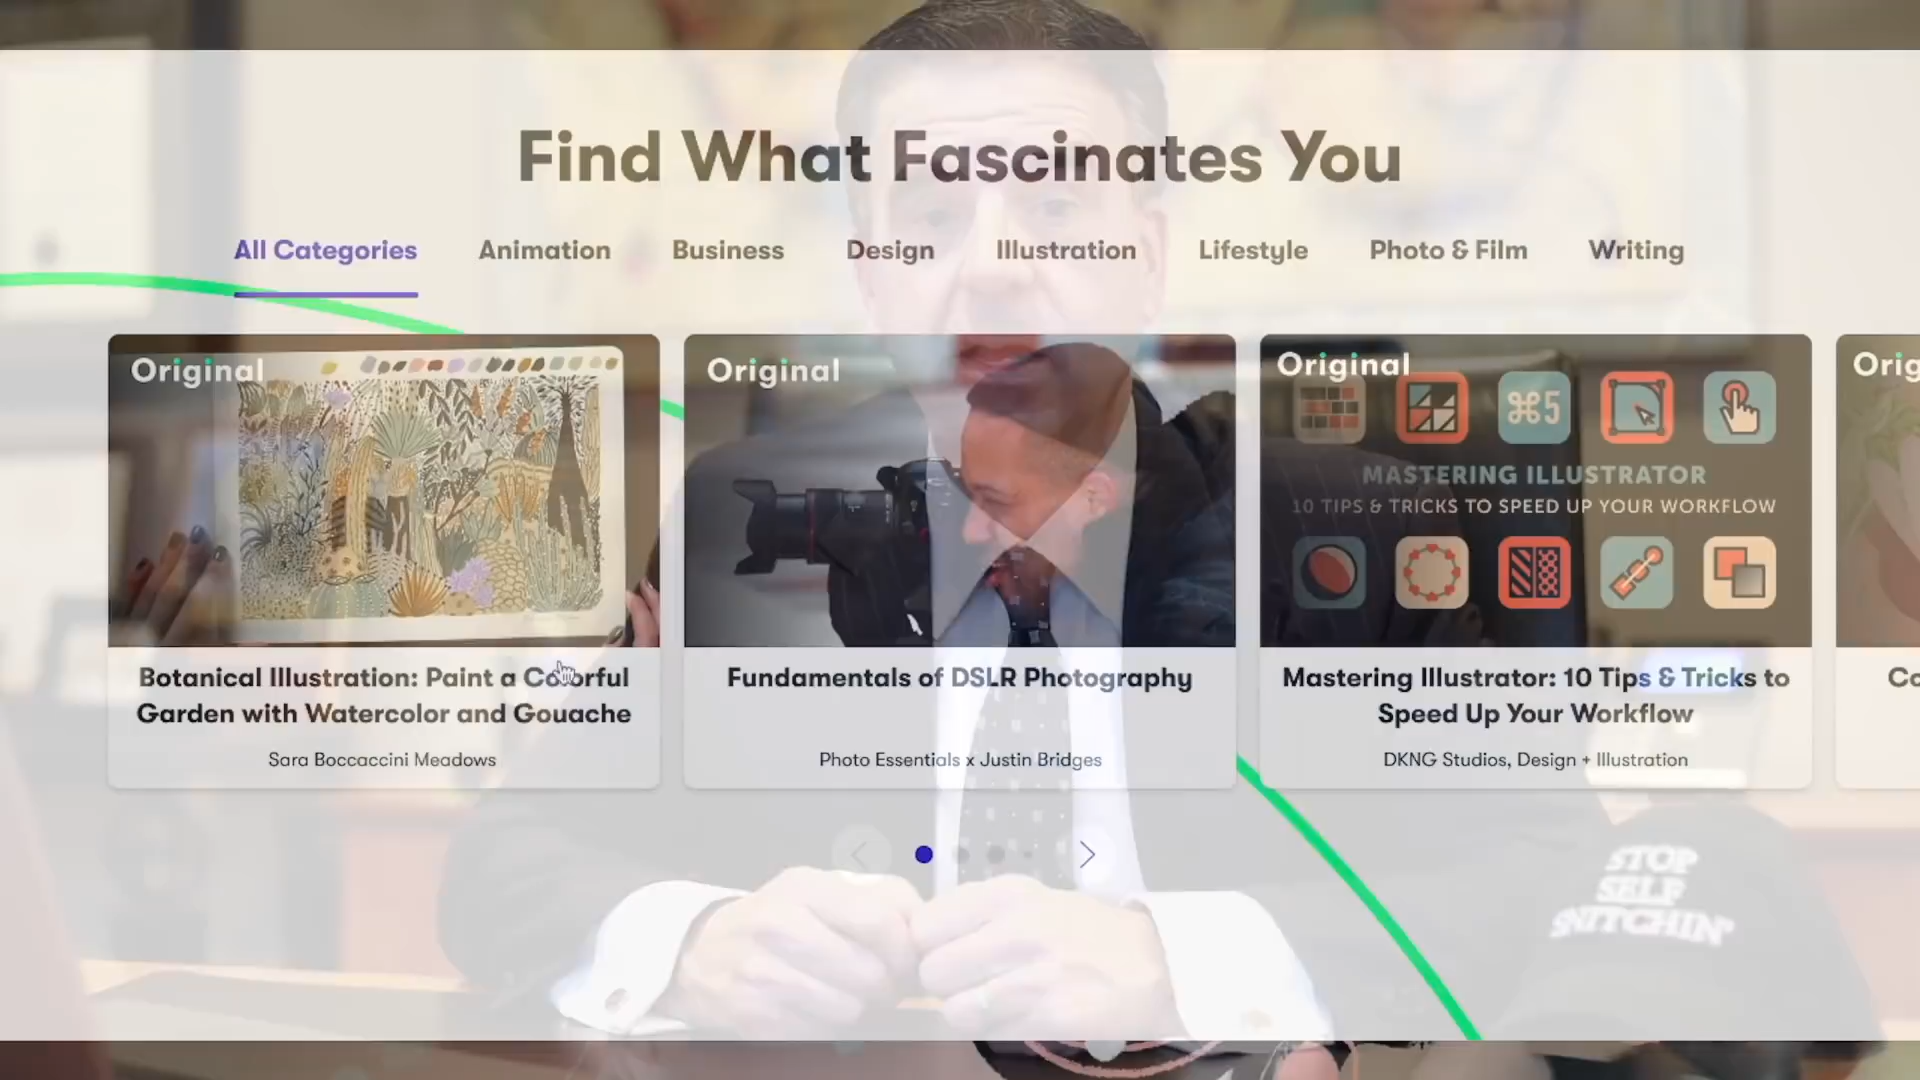 Find What Fascinates You
All Categories Animation Business Design Illustration Lifestyle Photo & Film Writing
Original
Original
Original
Orig
⌘5
MASTERING ILLUSTRATOR
10 TIPS & TRICKS TO SPEED UP YOUR WORKFLOW
Botanical Illustration: Paint a Colorful
Garden with Watercolor and Gouache
Sara Boccaccini Meadows
Fundamentals of DSLR Photography
Photo Essentials x Justin Bridges
Mastering Illustrator: 10 Tips & Tricks to
Speed Up Your Workflow
DKNG Studios, Design + Illustration
Co
STOP
SELF
SNITCHIN'